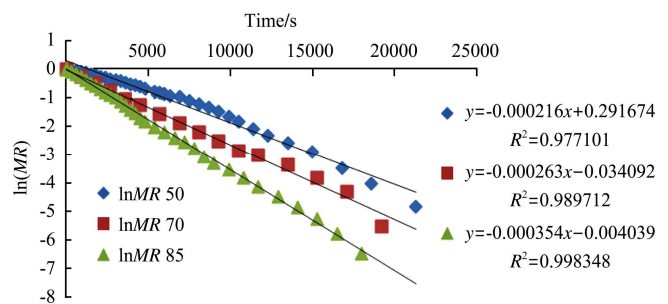 Time/s
5000 10000 15000 20000 25000
1
0
-1
-2
-3
-4
-5
-6
-7
-8
0
ln(MR)
lnMR 50
lnMR 70
lnMR 85
y=-0.000216x+0.291674
R²=0.977101
y=-0.000263x-0.034092
R²=0.989712
y=-0.000354x-0.004039
R²=0.998348